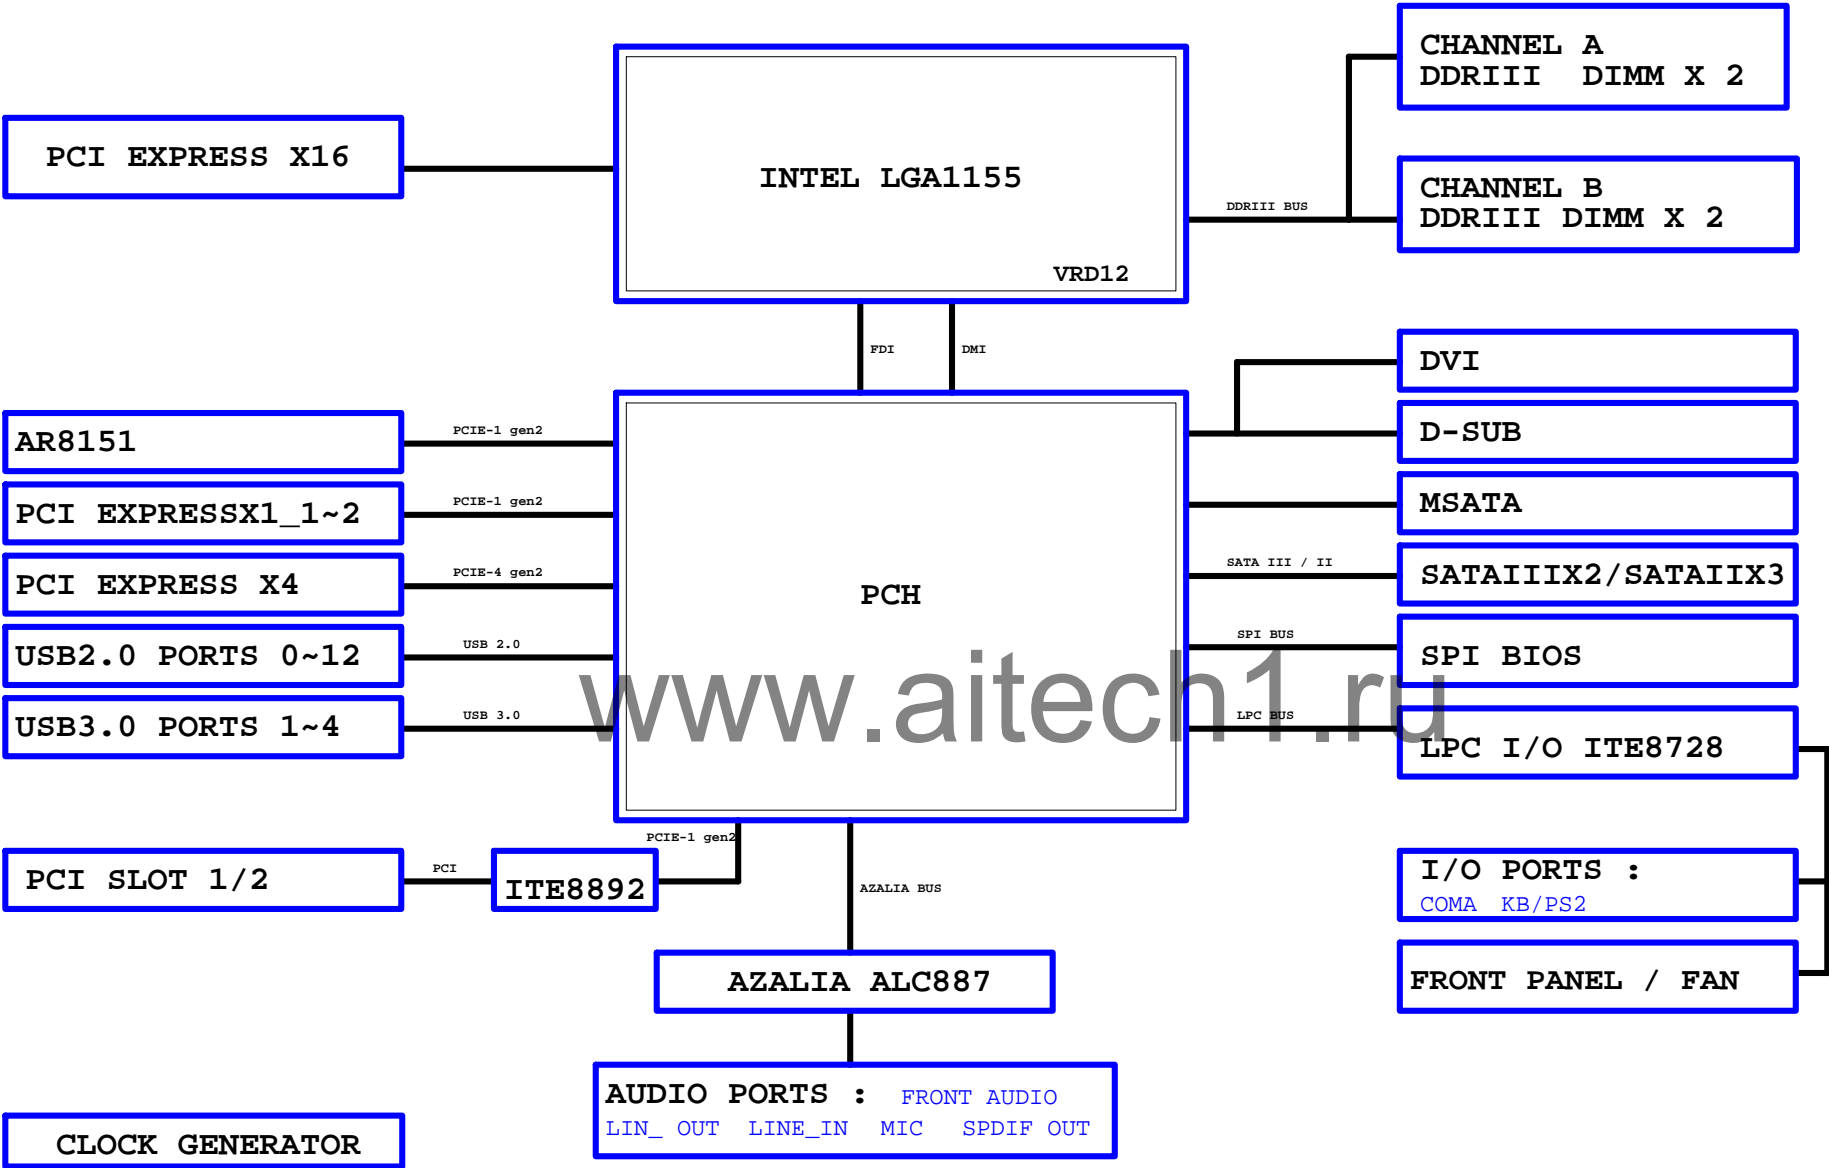 CHANNEL A
DDRIII DIMM X 2
PCI EXPRESS X16
INTEL LGA1155
CHANNEL B
DDRIII DIMM X 2
DDRIII BUS
VRD12
FDI
DMI
DVI
AR8151
PCIE-1 gen2
D-SUB
PCI EXPRESSX1_1~2
PCIE-1 gen2
MSATA
PCI EXPRESS X4
PCIE-4 gen2
PCH
SATA III / II
SATAIIIX2/SATAIIX3
USB2.0 PORTS 0~12
USB 2.0
SPI BUS
SPI BIOS
www.aitech1.ru
USB3.0 PORTS 1~4
USB 3.0
LPC BUS
LPC I/O ITE8728
PCIE-1 gen2
PCI SLOT 1/2
PCI
ITE8892
AZALIA BUS
I/O PORTS :
COMA KB/PS2
AZALIA ALC887
FRONT PANEL / FAN
AUDIO PORTS : FRONT AUDIO
LIN_ OUT LINE_IN MIC SPDIF OUT
CLOCK GENERATOR